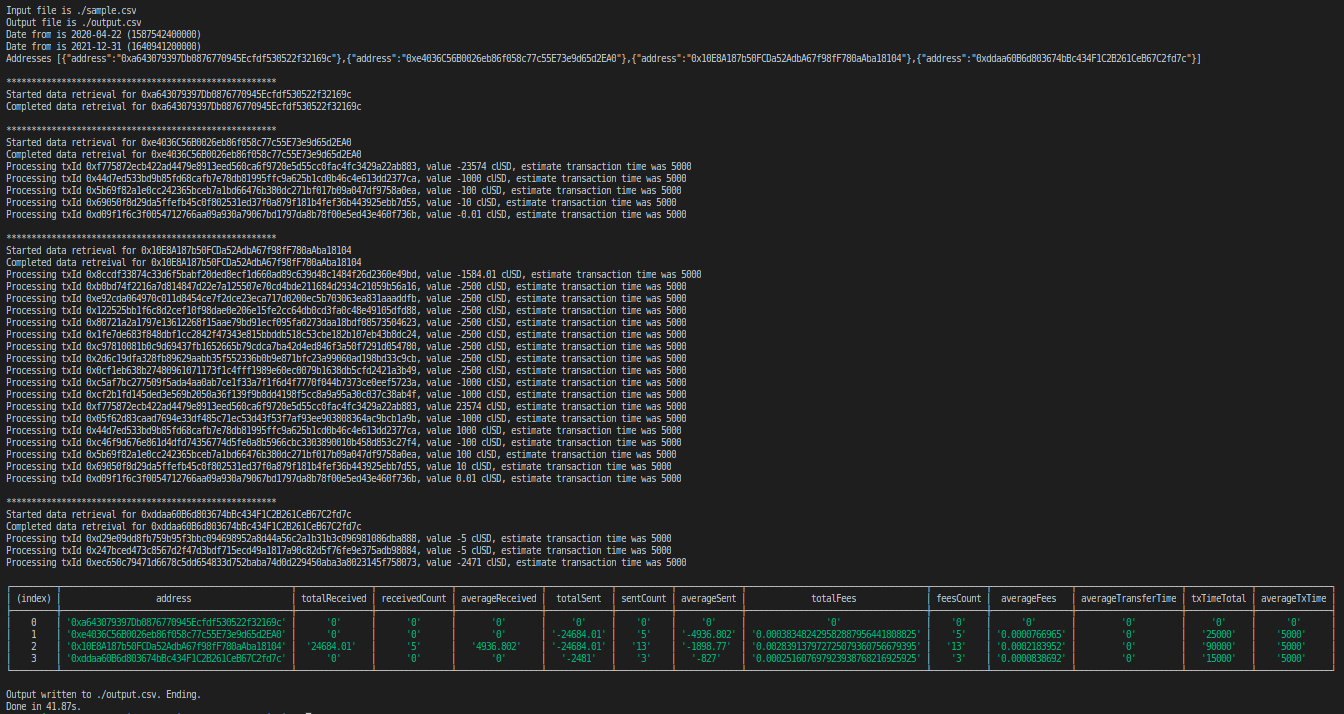 Input file is ./sample.csv
Output file is ./output.csv
Date from is 2020-04-22 (1587542400000)
Date from is 2021-12-31 (1640941200000)
Addresses [{"address":"0xa643079397Db0876770945Ecfdf530522f32169c"},{"address":"0xe4036C56B0026eb86f058c77c55E73e9d65d2EA0"},{"address":"0x10E8A187b50FCDa52AdbA67f98fF780aAba18104"},{"address":"0xddaa60B6d803674bBc434F1C2B261CeB67C2fd7c"}]
******************************************************
Started data retrieval for 0xa643079397Db0876770945Ecfdf530522f32169c
Completed data retreival for 0xa643079397Db0876770945Ecfdf530522f32169c
******************************************************
Started data retrieval for 0xe4036C56B0026eb86f058c77c55E73e9d65d2EA0
Completed data retreival for 0xe4036C56B0026eb86f058c77c55E73e9d65d2EA0
Processing txId 0xf775872ecb422ad4479e8913eed560ca6f9720e5d55cc0fac4fc3429a22ab883, value -23574 cUSD, estimate transaction time was 5000
Processing txId 0x44d7ed533bd9b85fd68cafb7e78db81995ffc9a625b1cd0b46c4e613dd2377ca, value -1000 cUSD, estimate transaction time was 5000
Processing txId 0x5b69f82a1e0cc242365bceb7a1bd66476b380dc271bf017b09a047df9758a0ea, value -100 cUSD, estimate transaction time was 5000
Processing txId 0x69050f8d29da5ffefb45c0f802531ed37f0a879f181b4fef36b443925ebb7d55, value -10 cUSD, estimate transaction time was 5000
Processing txId 0xd09f1f6c3f0054712766aa09a930a79067bd1797da8b78f00e5ed43e460f736b, value -0.01 cUSD, estimate transaction time was 5000
******************************************************
Started data retrieval for 0x10E8A187b50FCDa52AdbA67f98fF780aAba18104
Completed data retreival for 0x10E8A187b50FCDa52AdbA67f98fF780aAba18104
Processing txId 0x8ccdf33874c33d6f5babf20ded8ecf1d660ad89c639d48c1484f26d2360e49bd, value -1584.01 cUSD, estimate transaction time was 5000
Processing txId 0xb0bd74f2216a7d814847d22e7a125507e70cd4bde211684d2934c21059b56a16, value -2500 cUSD, estimate transaction time was 5000
Processing txId 0xe92cda064970c011d8454ce7f2dce23eca717d0200ec5b703063ea831aaaddfb, value -2500 cUSD, estimate transaction time was 5000
Processing txId 0x122525bb1f6c8d2cef10f98dae0e206e15fe2cc64db0cd3fa0c48e49105dfd88, value -2500 cUSD, estimate transaction time was 5000
Processing txId 0x80721a2a1797e13612268f15aae79bd91ecf095fa0273daa18bdf08573504623, value -2500 cUSD, estimate transaction time was 5000
Processing txId 0x1fe7de683f848dbf1cc2842f47343e815bbddb518c53cbe182b107eb43b8dc24, value -2500 cUSD, estimate transaction time was 5000
Processing txId 0xc97810081b0c9d69437fb1652665b79cdca7ba42d4ed846f3a50f7291d054780, value -2500 cUSD, estimate transaction time was 5000
Processing txId 0x2d6c19dfa328fb89629aabb35f552336b0b9e871bfc23a99060ad198bd33c9cb, value -2500 cUSD, estimate transaction time was 5000
Processing txId 0x0cf1eb638b27480961071173f1c4fff1989e60ec0079b1638db5cfd2421a3b49, value -2500 cUSD, estimate transaction time was 5000
Processing txId 0xc5af7bc277509f5ada4aa0ab7ce1f33a7f1f6d4f7770f044b7373ce0eef5723a, value -1000 cUSD, estimate transaction time was 5000
Processing txId 0xcf2b1fd145ded3e569b2050a36f139f9b8dd4198f5cc8a9a95a30c037c38ab4f, value -1000 cUSD, estimate transaction time was 5000
Processing txId 0xf775872ecb422ad4479e8913eed560ca6f9720e5d55cc0fac4fc3429a22ab883, value 23574 cUSD, estimate transaction time was 5000
Processing txId 0x05f62d83caad7694e33df485c71ec53d43f53f7af93ee903808364ac9bcb1a9b, value -1000 cUSD, estimate transaction time was 5000
Processing txId 0x44d7ed533bd9b85fd68cafb7e78db81995ffc9a625b1cd0b46c4e613dd2377ca, value 1000 cUSD, estimate transaction time was 5000
Processing txId 0xc46f9d676e861d4dfd74356774d5fe0a8b5966cbc3303890010b458d853c27f4, value -100 cUSD, estimate transaction time was 5000
Processing txId 0x5b69f82a1e0cc242365bceb7a1bd66476b380dc271bf017b09a047df9758a0ea, value 100 cUSD, estimate transaction time was 5000
Processing txId 0x69050f8d29da5ffefb45c0f802531ed37f0a879f181b4fef36b443925ebb7d55, value 10 cUSD, estimate transaction time was 5000
Processing txId 0xd09f1f6c3f0054712766aa09a930a79067bd1797da8b78f00e5ed43e460f736b, value 0.01 cUSD, estimate transaction time was 5000
******************************************************
Started data retrieval for 0xddaa60B6d803674bBc434F1C2B261CeB67C2fd7c
Completed data retreival for 0xddaa60B6d803674bBc434F1C2B261CeB67C2fd7c
Processing txId 0xd29e09dd8fb759b95f3bbc094698952a8d44a56c2a1b31b3c096981086dba888, value -5 cUSD, estimate transaction time was 5000
Processing txId 0x247bced473c8567d2f47d3bdf715ecd49a1817a90c82d5f76fe9e375adb98084, value -5 cUSD, estimate transaction time was 5000
Processing txId 0xec650c79471d6678c5dd654833d752baba74d0d229450aba3a8023145f758073, value -2471 cUSD, estimate transaction time was 5000
(index) address totalReceived receivedCount averageReceived totalSent sentCount averageSent totalFees feesCount averageFees averageTransferTime txTimeTotal averageTxTime
0 '0xa643079397Db0876770945Ecfdf530522f32169c' '0' '0' '0' '0' '0' '0' '0' '0' '0' '0' '0' '0'
1 '0xe4036C56B0026eb86f058c77c55E73e9d65d2EA0' '0' '0' '0' '-24684.01' '5' '-4936.802' '0.000383482429582887956441808825' '5' '0.0000766965' '0' '25000' '5000'
2 '0x10E8A187b50FCDa52AdbA67f98fF780aAba18104' '24684.01' '5' '4936.802' '-24684.01' '13' '-1898.77' '0.002839137972725079360756679395' '13' '0.0002183952' '0' '90000' '5000'
3 '0xddaa60B6d803674bBc434F1C2B261CeB67C2fd7c' '0' '0' '0' '-2481' '3' '-827' '0.000251607697923938768216925925' '3' '0.0000838692' '0' '15000' '5000'
Output written to ./output.csv. Ending.
Done in 41.87s.